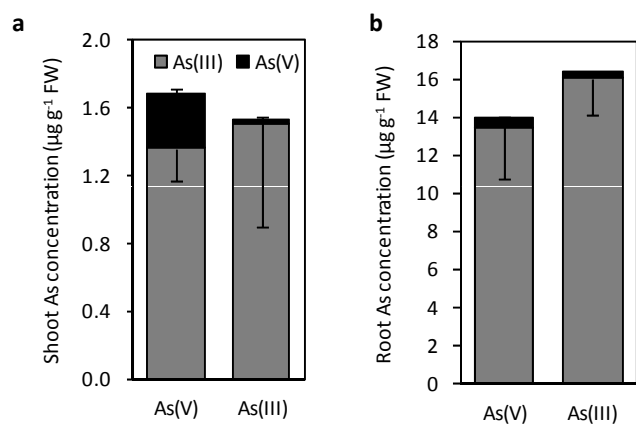 a
Shoot As concentration (µg g⁻¹ FW)
2.0
1.6
1.2
0.8
0.4
0.0
As(III) As(V)
As(V) As(III)
b
Root As concentration (µg g⁻¹ FW)
18
16
14
12
10
8
6
4
2
0
As(V) As(III)